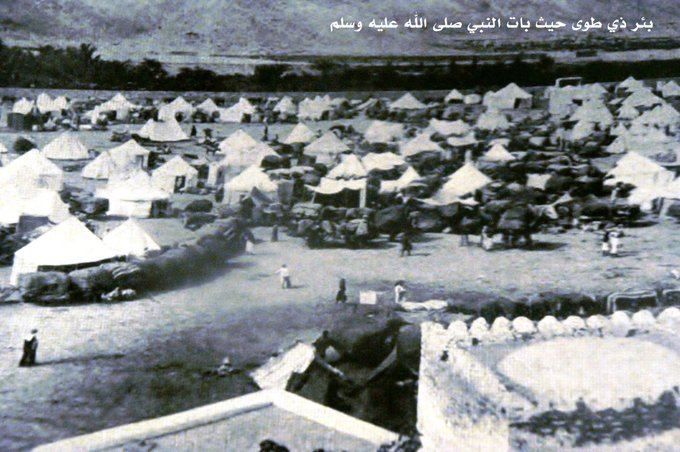 بئر ذي طوى حيث بات النبي صلى الله عليه وسلم